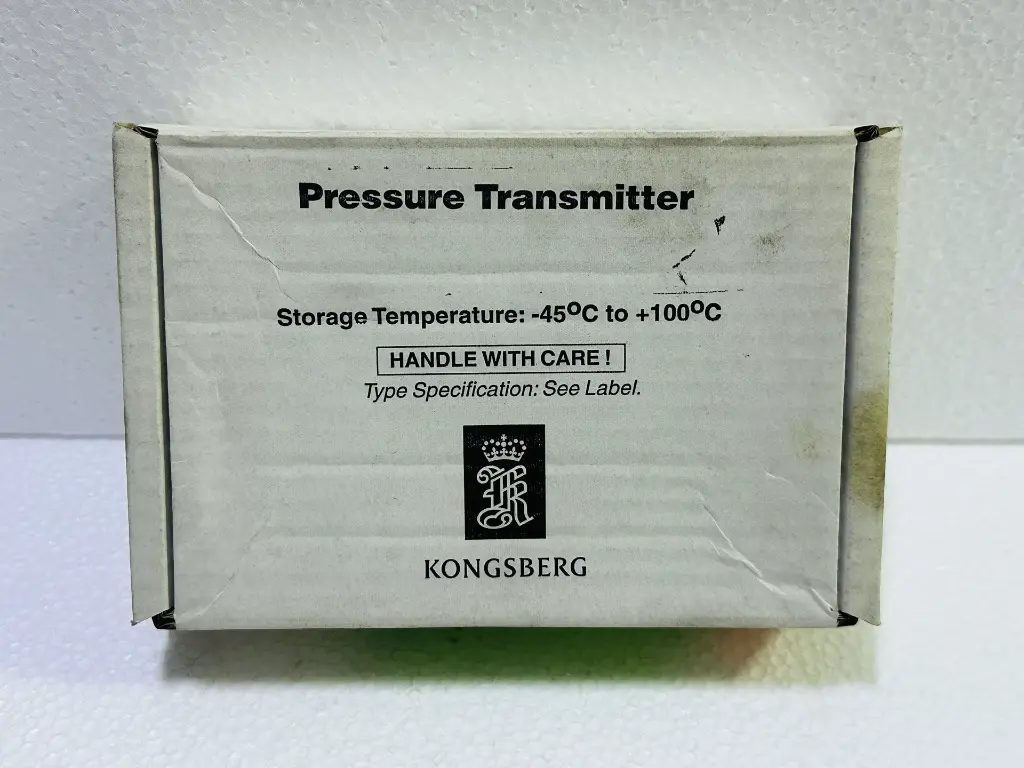 Pressure Transmitter
Storage Temperature: -45ºC to +100ºC
HANDLE WITH CARE !
Type Specification: See Label.
KONGSBERG